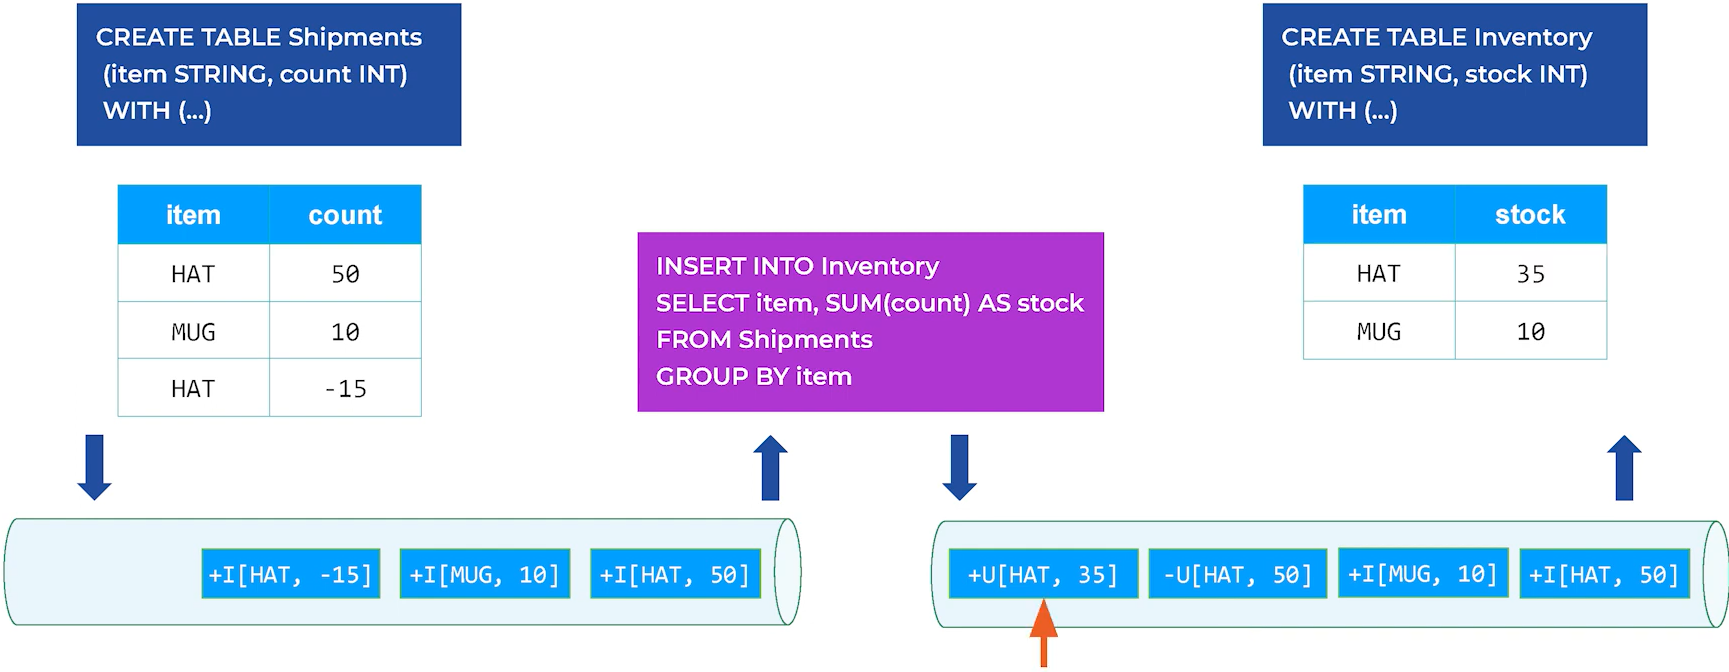 CREATE TABLE Shipments
(item STRING, count INT)
WITH (...)
item count
HAT 50
MUG 10
HAT -15
INSERT INTO Inventory
SELECT item, SUM(count) AS stock
FROM Shipments
GROUP BY item
CREATE TABLE Inventory
(item STRING, stock INT)
WITH (...)
item stock
HAT 35
MUG 10
+I[HAT, -15] +I[MUG, 10] +I[HAT, 50]
+U[HAT, 35] -U[HAT, 50] +I[MUG, 10] +I[HAT, 50]